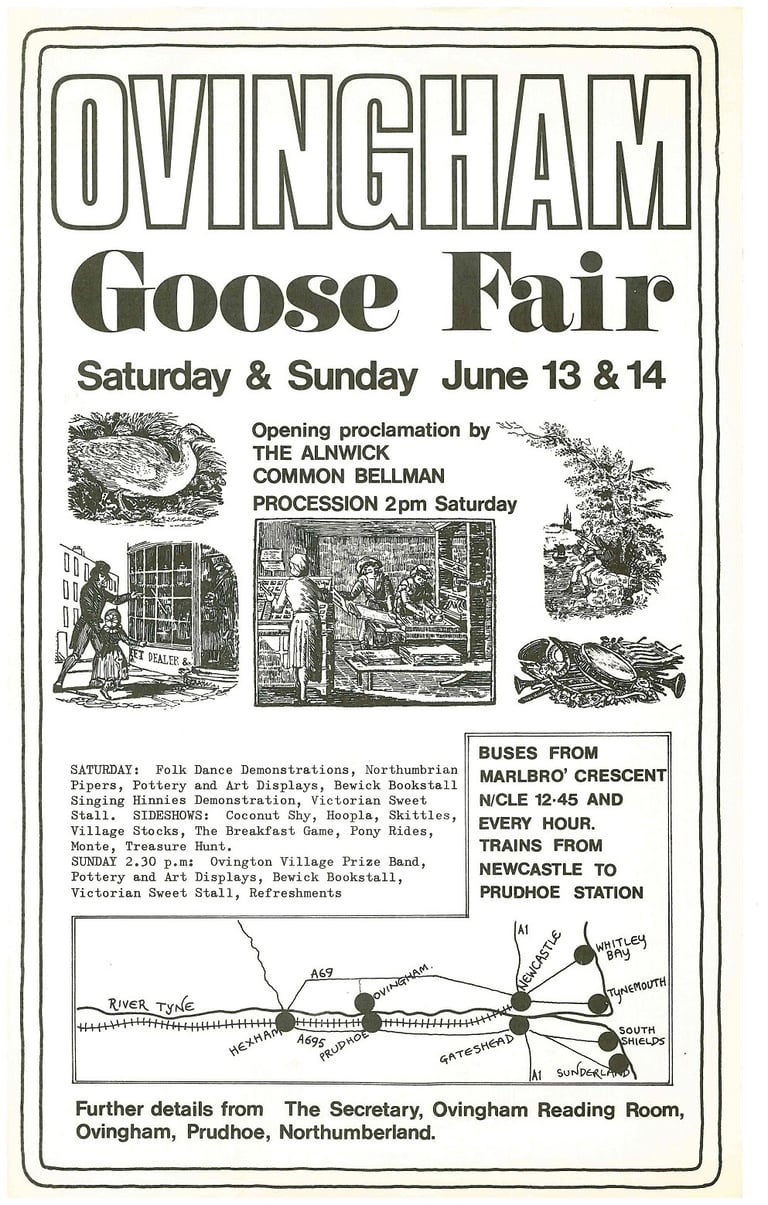 OVINGHAM
Goose Fair
Saturday & Sunday June 13 & 14
Opening proclamation by
THE ALNWICK
COMMON BELLMAN
PROCESSION 2pm Saturday
ET DEALER &
SATURDAY: Folk Dance Demonstrations, Northumbrian
Pipers, Pottery and Art Displays, Bewick Bookstall
Singing Hinnies Demonstration, Victorian Sweet
Stall. SIDESHOWS: Coconut Shy, Hoopla, Skittles,
Village Stocks, The Breakfast Game, Pony Rides,
Monte, Treasure Hunt.
SUNDAY 2.30 p.m: Ovington Village Prize Band,
Pottery and Art Displays, Bewick Bookstall,
Victorian Sweet Stall, Refreshments
BUSES FROM
MARLBRO' CRESCENT
N/CLE 12·45 AND
EVERY HOUR.
TRAINS FROM
NEWCASTLE TO
PRUDHOE STATION
A1
NEWCASTLE
WHITLEY
BAY
A69
OVINGHAM.
TYNEMOUTH
RIVER TYNE
HEXHAM
A695
PRUDHOE
GATESHEAD
SOUTH
SHIELDS
A1
SUNDERLAND
Further details from The Secretary, Ovingham Reading Room,
Ovingham, Prudhoe, Northumberland.